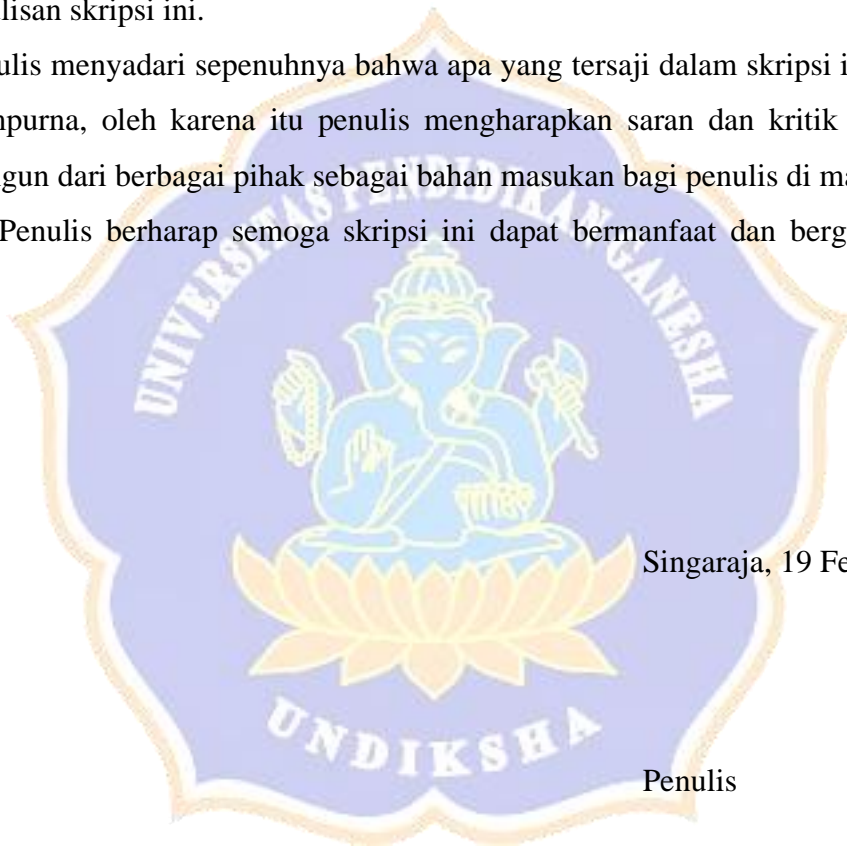 lisan skripsi ini.
ulis menyadari sepenuhnya bahwa apa yang tersaji dalam skripsi i
purna, oleh karena itu penulis mengharapkan saran dan kritik
gun dari berbagai pihak sebagai bahan masukan bagi penulis di ma
Penulis berharap semoga skripsi ini dapat bermanfaat dan berg
UNIVERSITAS PENDIDIKAN GANESHA
Singaraja, 19 Fe
UNDIKSHA
Penulis